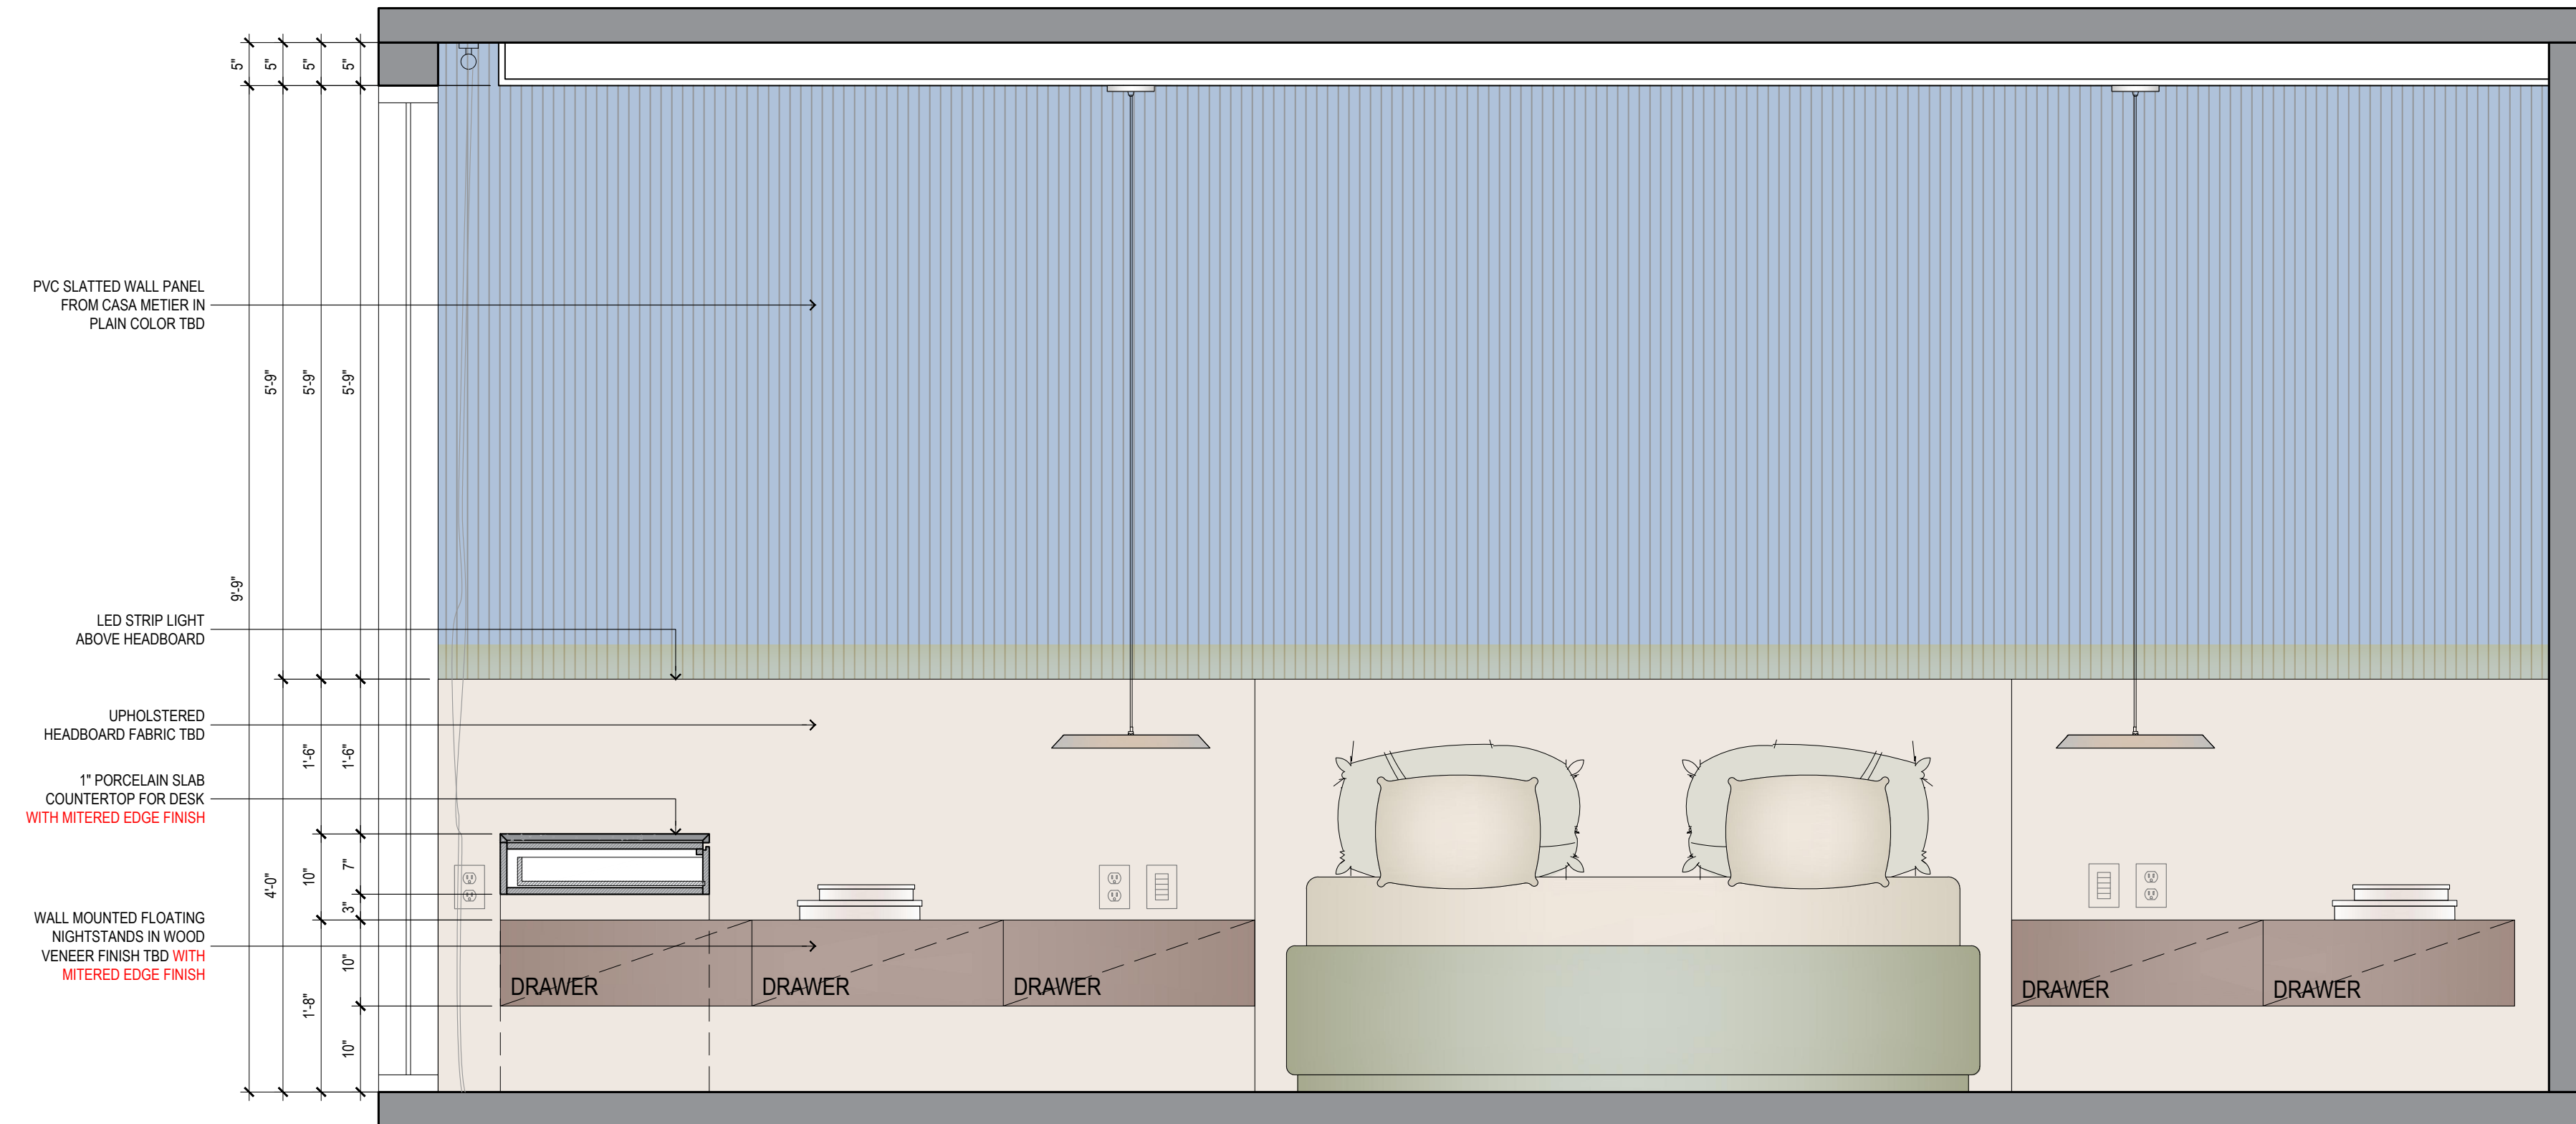 5" 5" 5" 5"
PVC SLATTED WALL PANEL
FROM CASA METIER IN
PLAIN COLOR TBD
5'-9" 5'-9" 5'-9"
9'-9"
LED STRIP LIGHT
ABOVE HEADBOARD
UPHOLSTERED
HEADBOARD FABRIC TBD
1'-6" 1'-6"
1" PORCELAIN SLAB
COUNTERTOP FOR DESK
WITH MITERED EDGE FINISH
4'-0" 10" 7"
3"
WALL MOUNTED FLOATING
NIGHTSTANDS IN WOOD
VENEER FINISH TBD WITH
MITERED EDGE FINISH
10"
1'-8"
10"
DRAWER DRAWER DRAWER DRAWER DRAWER